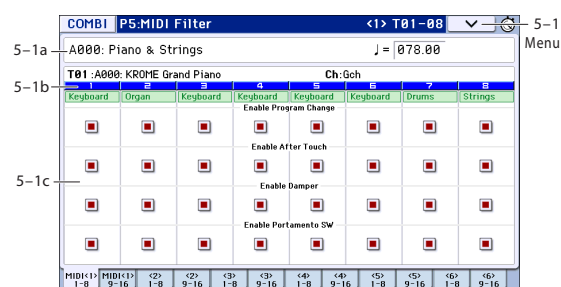 COMBI P5:MIDI Filter <1> T01-08
5-1
Menu
5-1a
A000: Piano & Strings ♩= 078.00
T01 :A000: KROME Grand Piano Ch:Gch
5-1b
1 2 3 4 5 6 7 8
Keyboard Organ Keyboard Keyboard Keyboard Keyboard Drums Strings
Enable Program Change
Enable After Touch
5-1c
Enable Damper
Enable Portamento SW
MIDI<1> MIDI<1> <2> <2> <3> <3> <4> <4> <5> <5> <6> <6>
1-8 9-16 1-8 9-16 1-8 9-16 1-8 9-16 1-8 9-16 1-8 9-16